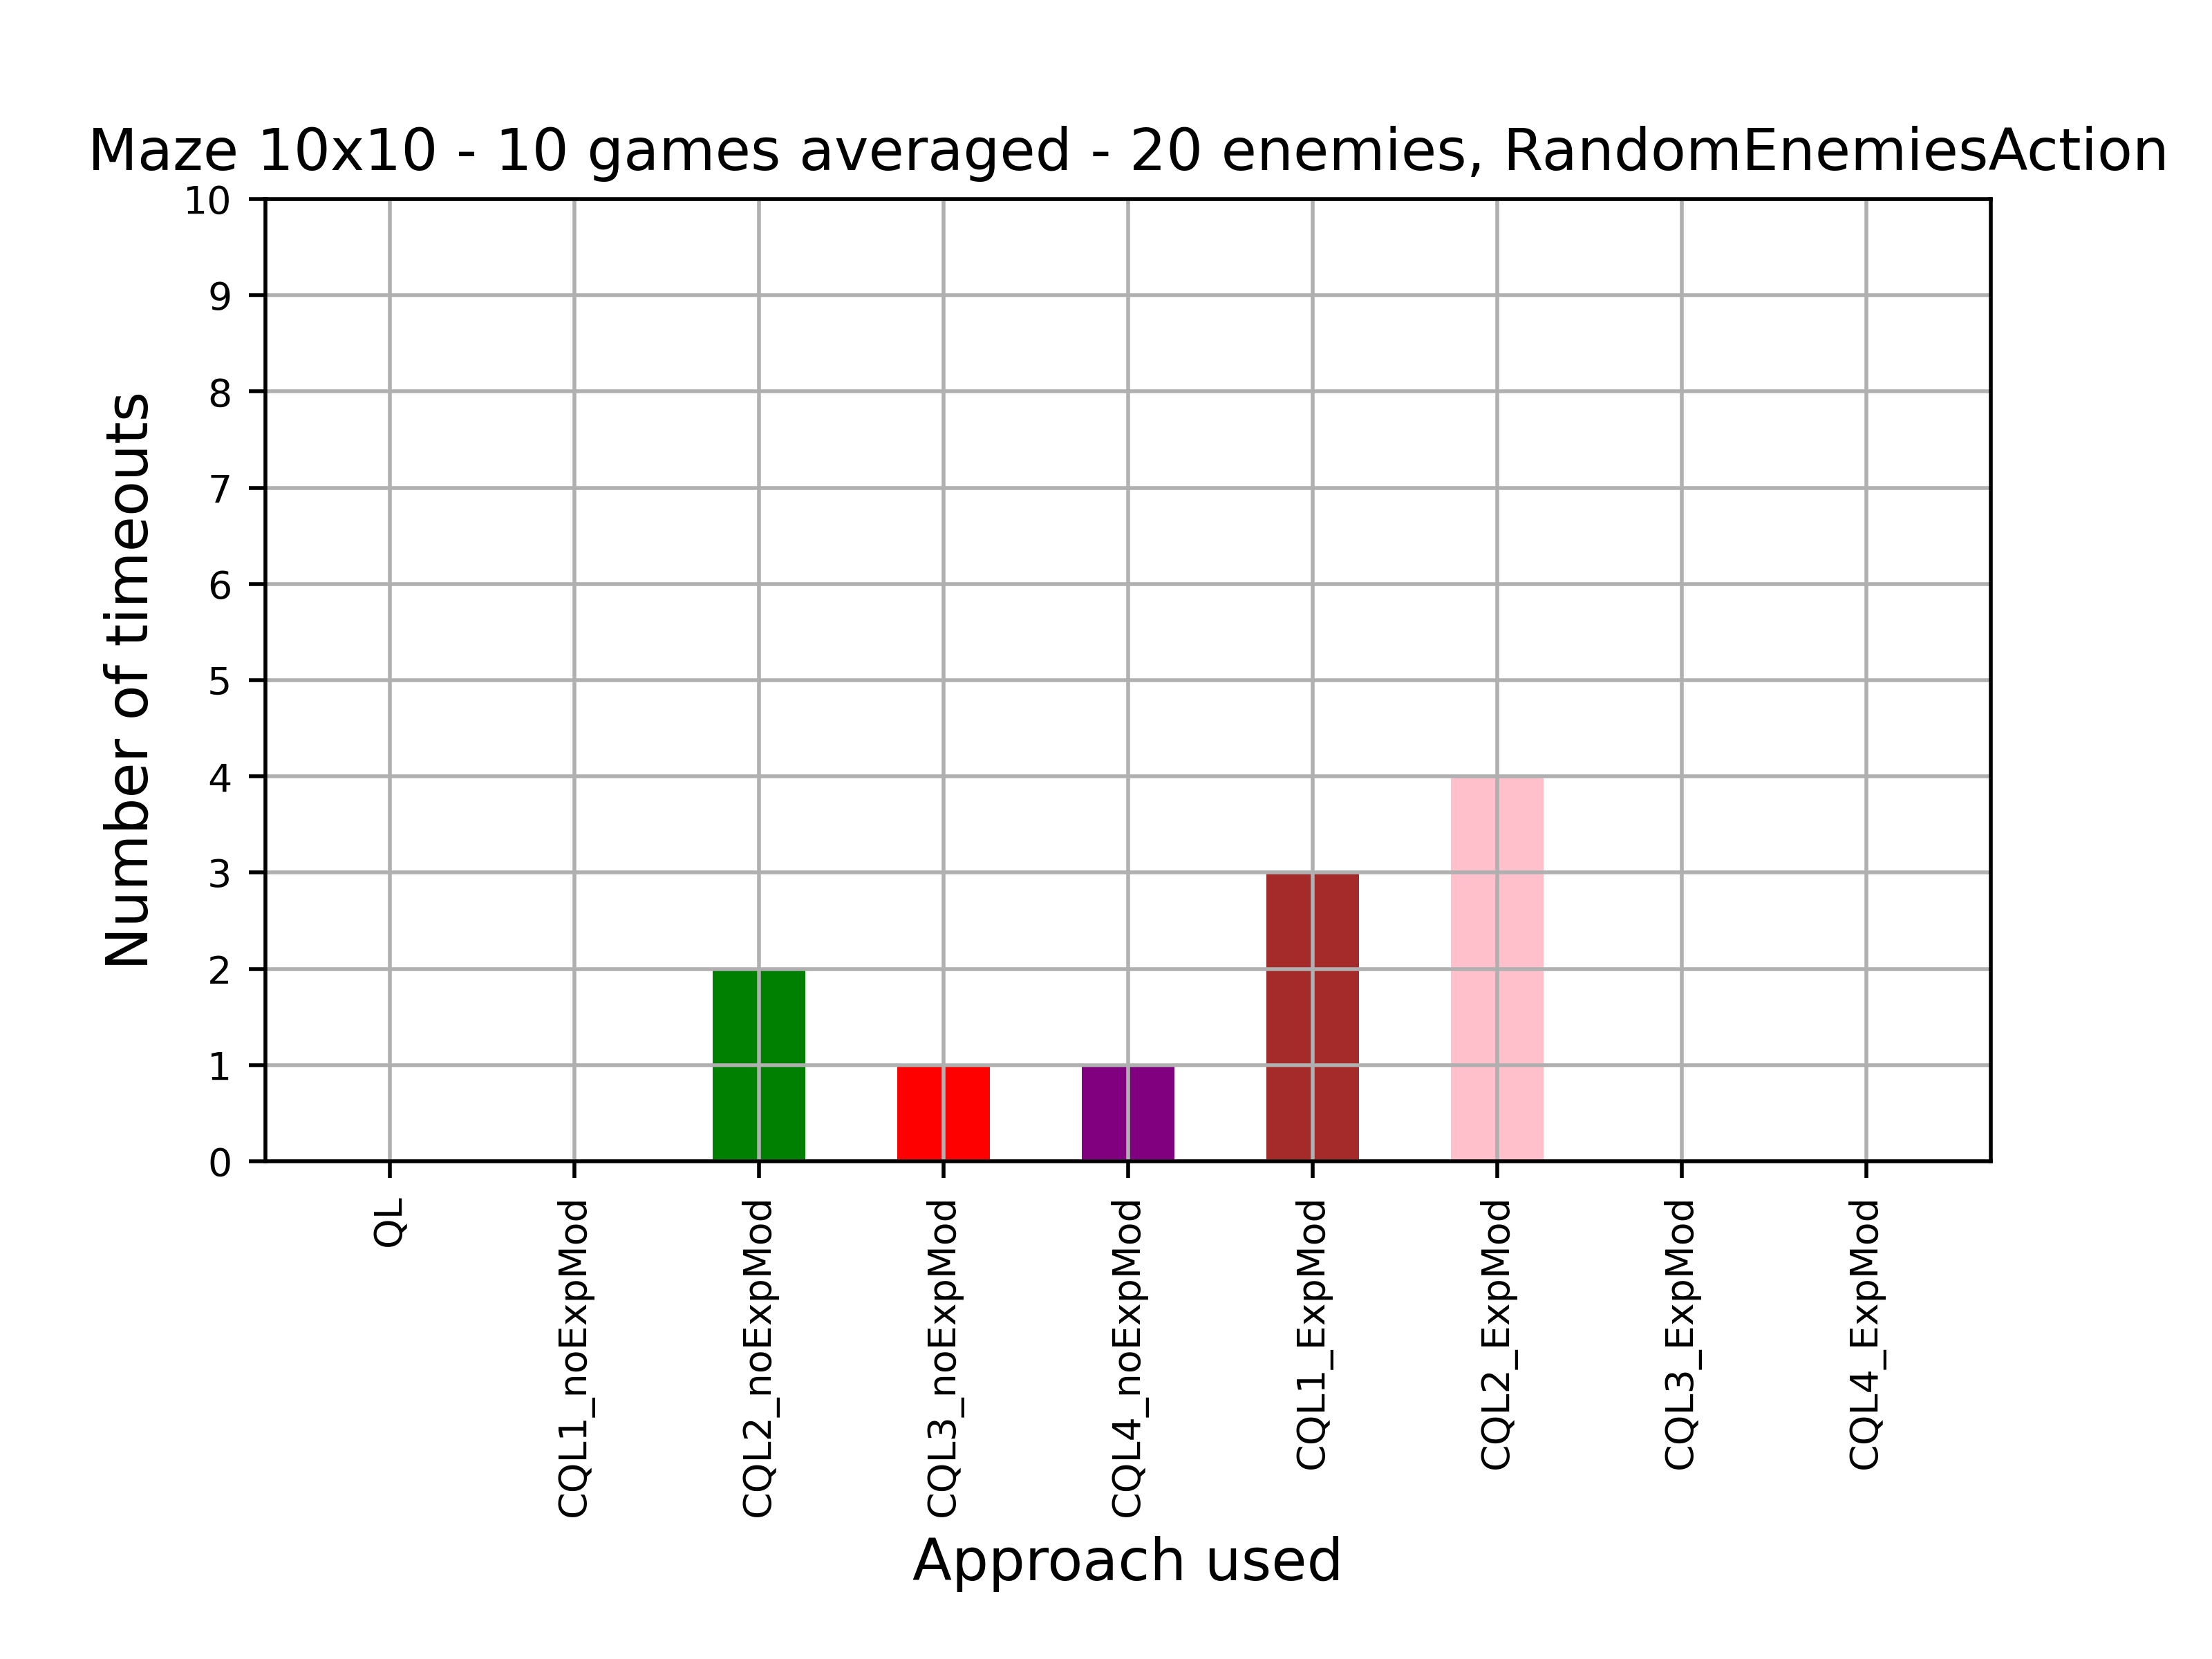 Maze 10x10 - 10 games averaged - 20 enemies, RandomEnemiesAction
Number of timeouts
10
9
8
7
6
5
4
3
2
1
0
QL
CQL1_noExpMod
CQL2_noExpMod
CQL3_noExpMod
CQL4_noExpMod
CQL1_ExpMod
CQL2_ExpMod
CQL3_ExpMod
CQL4_ExpMod
Approach used